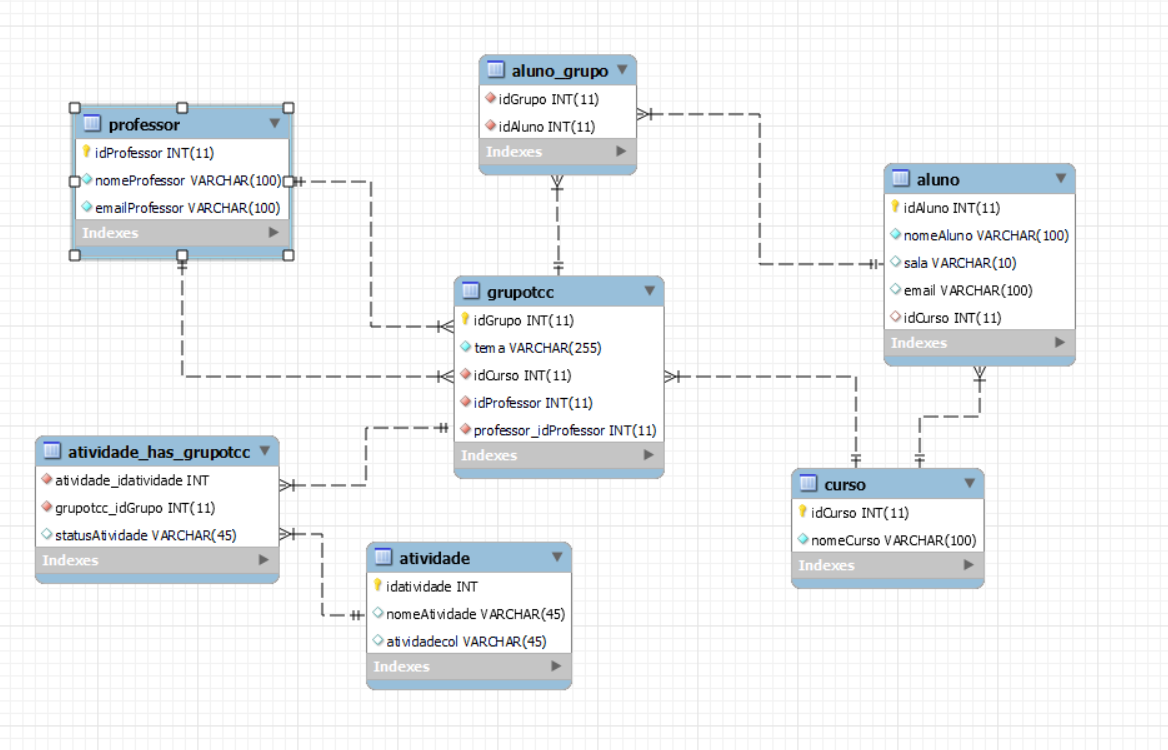 aluno_grupo
idGrupo INT(11)
idAluno INT(11)
Indexes
professor
idProfessor INT(11)
nomeProfessor VARCHAR(100)
emailProfessor VARCHAR(100)
Indexes
aluno
idAluno INT(11)
nomeAluno VARCHAR(100)
sala VARCHAR(10)
email VARCHAR(100)
idCurso INT(11)
Indexes
grupotcc
idGrupo INT(11)
tema VARCHAR(255)
idCurso INT(11)
idProfessor INT(11)
professor_idProfessor INT(11)
Indexes
atividade_has_grupotcc
atividade_idatividade INT
grupotcc_idGrupo INT(11)
statusAtividade VARCHAR(45)
Indexes
curso
idCurso INT(11)
nomeCurso VARCHAR(100)
Indexes
atividade
idatividade INT
nomeAtividade VARCHAR(45)
atividadecol VARCHAR(45)
Indexes